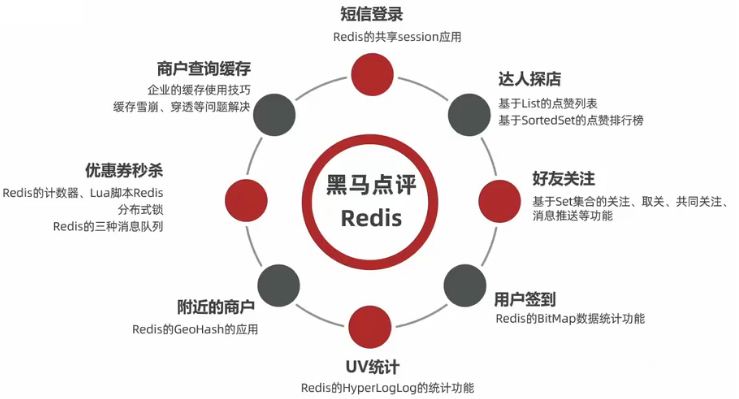 短信登录
Redis的共享session应用
商户查询缓存
企业的缓存使用技巧
缓存雪崩、穿透等问题解决
达人探店
基于List的点赞列表
基于SortedSet的点赞排行榜
优惠券秒杀
Redis的计数器、Lua脚本Redis
分布式锁
Redis的三种消息队列
黑马点评
Redis
好友关注
基于Set集合的关注、取关、共同关注、
消息推送等功能
附近的商户
Redis的GeoHash的应用
用户签到
Redis的BitMap数据统计功能
UV统计
Redis的HyperLogLog的统计功能